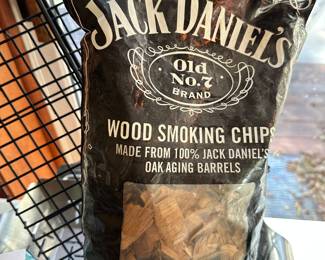 JACK DANIEL'S
Old
No. 7
BRAND
WOOD SMOKING CHIPS
MADE FROM 100% JACK DANIEL'S
OAK AGING BARRELS